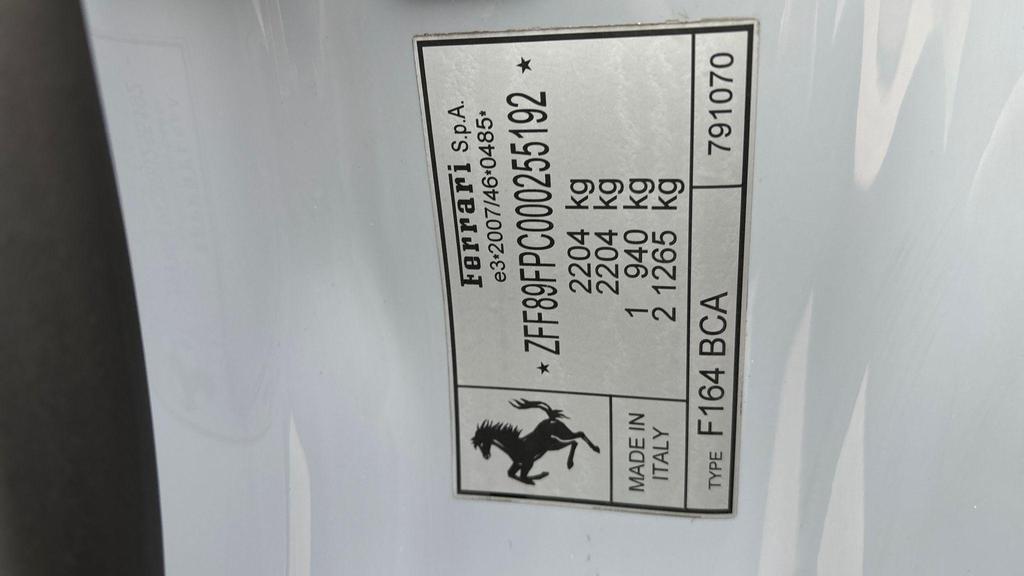 Ferrari S.p.A.
e3*2007/46*0485*
★ ZFF89FPC000255192 ★
2204 kg
2204 kg
1 940 kg
2 1265 kg
MADE IN
ITALY
TYPE F164 BCA 791070